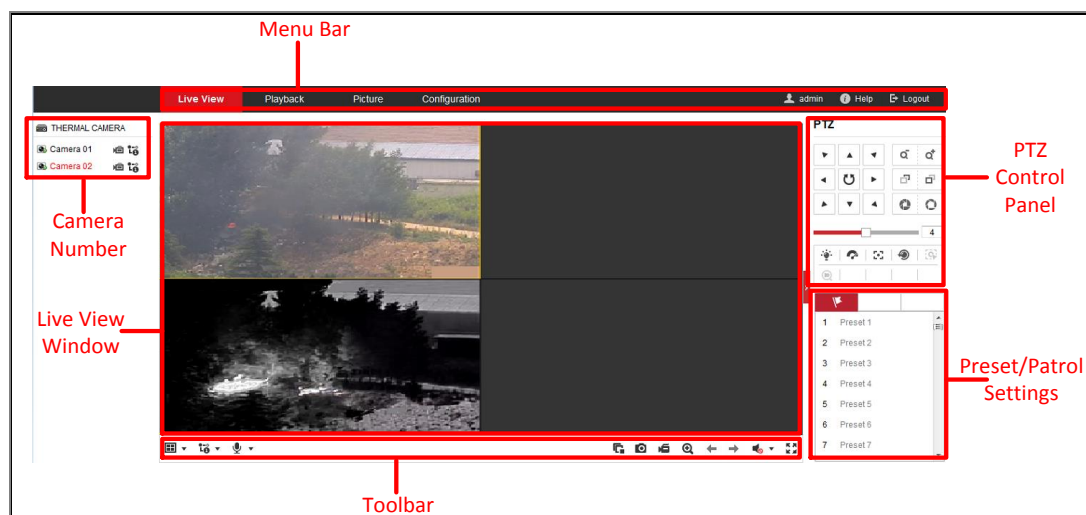 Menu Bar
Live View Playback Picture Configuration admin Help Logout
THERMAL CAMERA
Camera 01
Camera 02
Camera
Number
Live View
Window
PTZ
4
PTZ
Control
Panel
1 Preset 1
2 Preset 2
3 Preset 3
4 Preset 4
5 Preset 5
6 Preset 6
7 Preset 7
Preset/Patrol
Settings
Toolbar